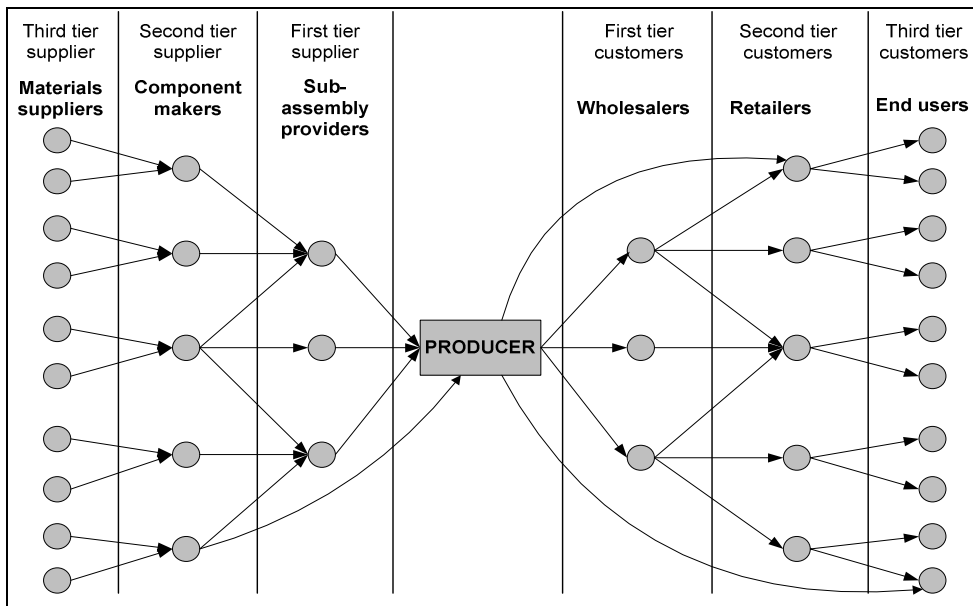 Third tier
supplier
Materials
suppliers
Second tier
supplier
Component
makers
First tier
supplier
Sub-
assembly
providers
PRODUCER
First tier
customers
Wholesalers
Second tier
customers
Retailers
Third tier
customers
End users